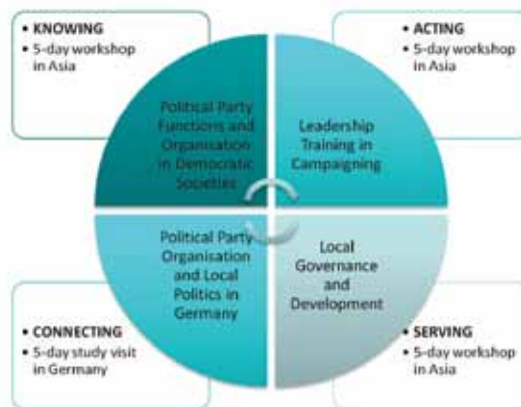 • KNOWING
• 5-day workshop
in Asia
• ACTING
• 5-day workshop
in Asia
Political Party
Functions and
Organisation
in Democratic
Societies
Leadership
Training in
Campaigning
Political Party
Organisation
and Local
Politics in
Germany
Local
Governance
and
Development
• CONNECTING
• 5-day study visit
in Germany
• SERVING
• 5-day workshop
in Asia